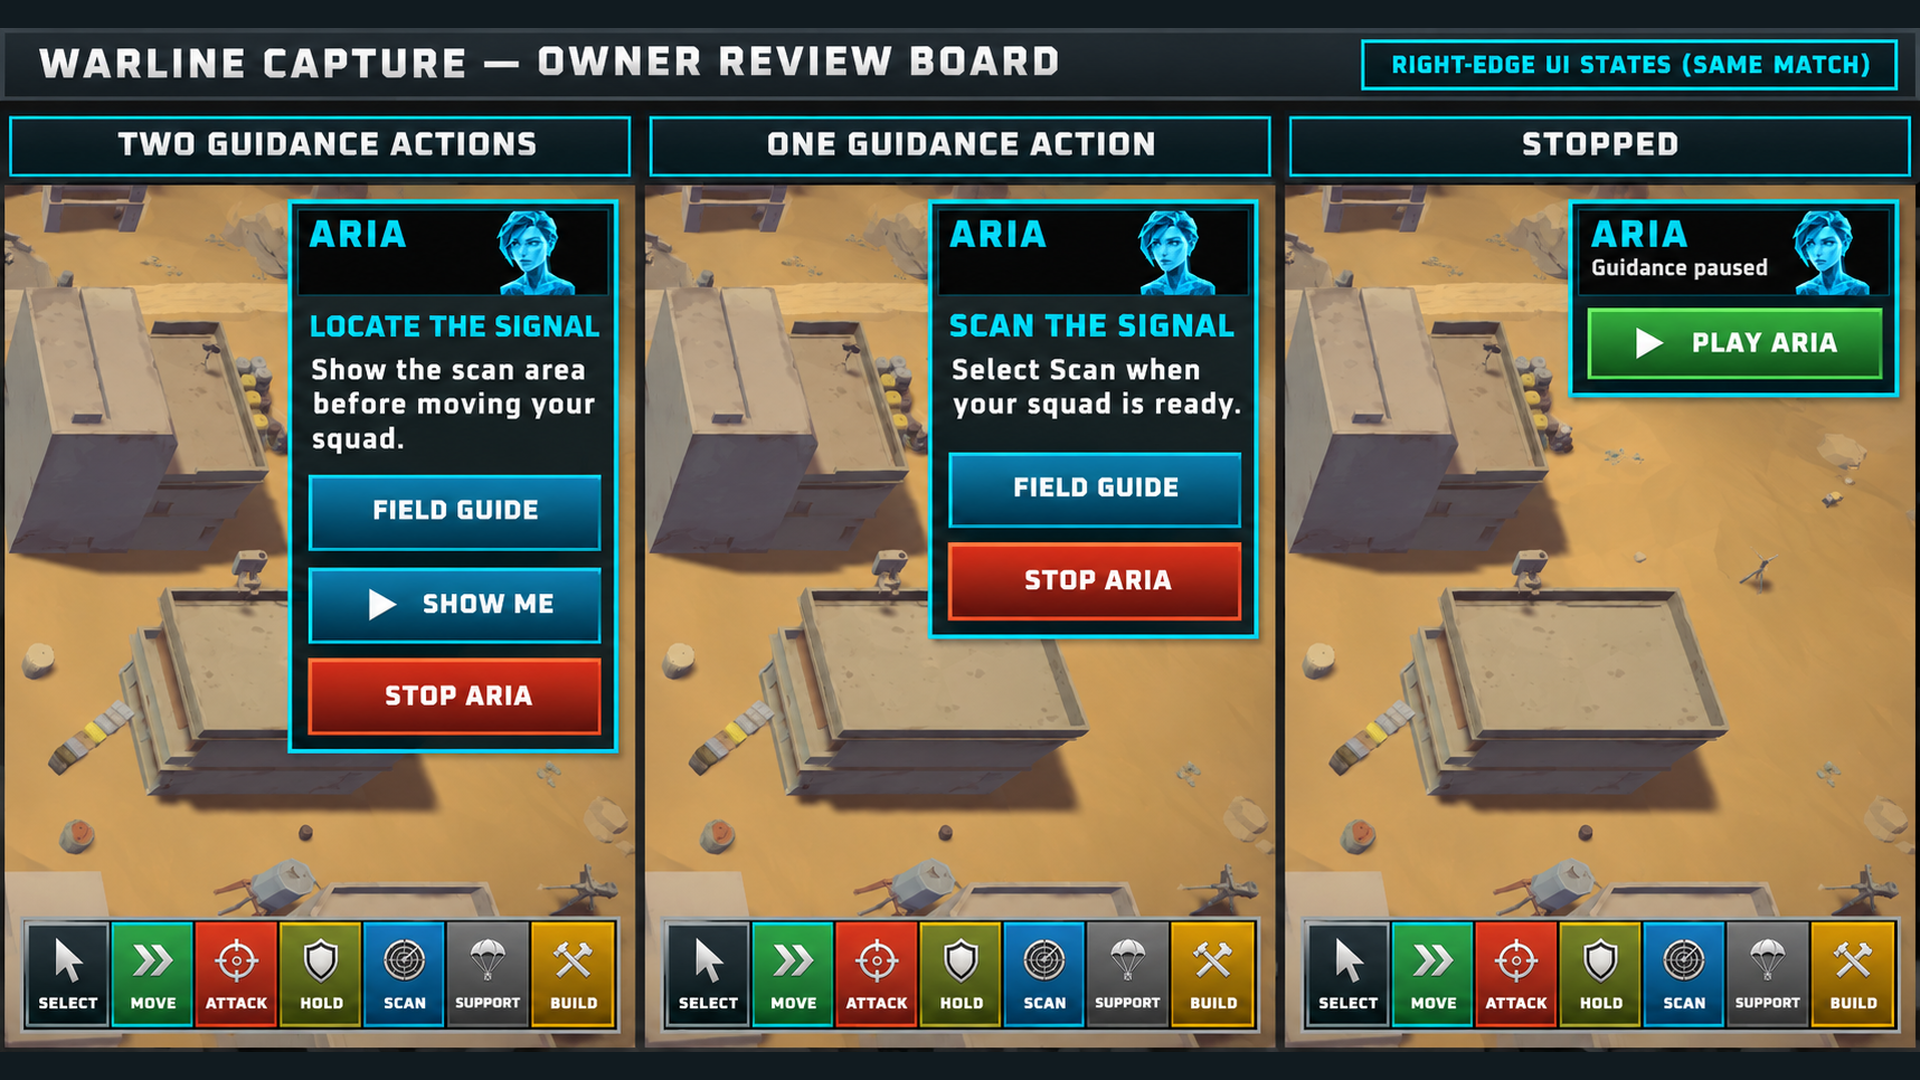 WARLINE CAPTURE — OWNER REVIEW BOARD
RIGHT-EDGE UI STATES (SAME MATCH)
TWO GUIDANCE ACTIONS
ARIA
LOCATE THE SIGNAL
Show the scan area
before moving your
squad.
FIELD GUIDE
SHOW ME
STOP ARIA
SELECT
MOVE
ATTACK
HOLD
SCAN
SUPPORT
BUILD
ONE GUIDANCE ACTION
ARIA
SCAN THE SIGNAL
Select Scan when
your squad is ready.
FIELD GUIDE
STOP ARIA
SELECT
MOVE
ATTACK
HOLD
SCAN
SUPPORT
BUILD
STOPPED
ARIA
Guidance paused
PLAY ARIA
SELECT
MOVE
ATTACK
HOLD
SCAN
SUPPORT
BUILD